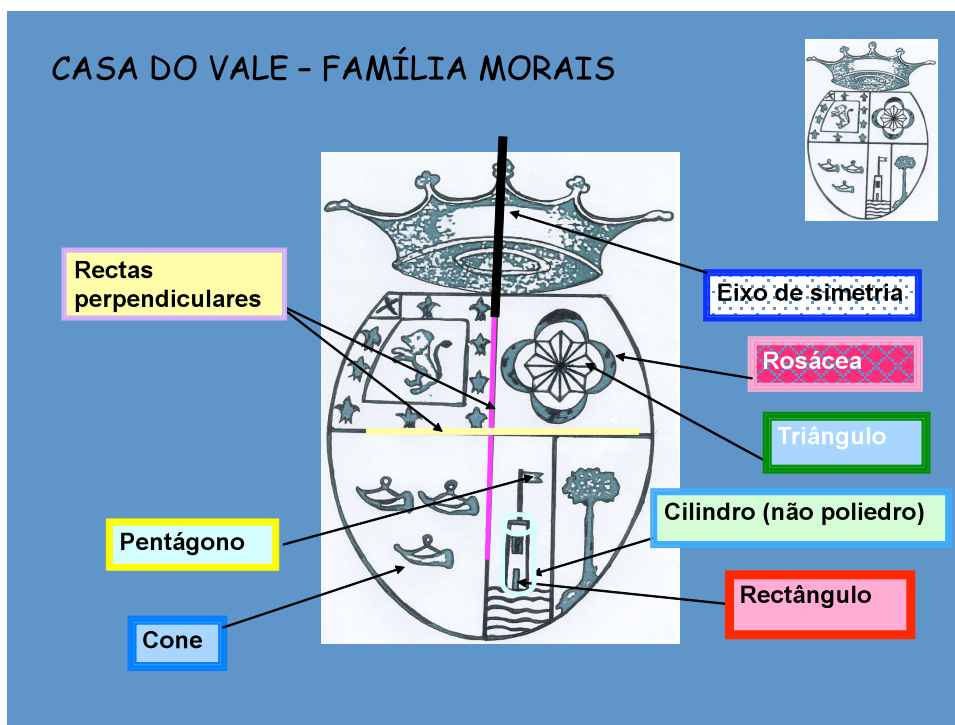 CASA DO VALE – FAMÍLIA MORAIS
Rectas
perpendiculares
Eixo de simetria
Rosácea
Triângulo
Cilindro (não poliedro)
Pentágono
Rectângulo
Cone